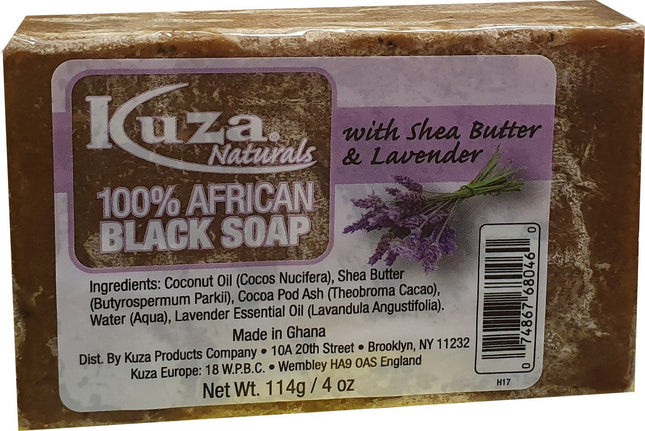 Kuza®
Naturals
100% AFRICAN
BLACK SOAP
with Shea Butter
& Lavender
Ingredients: Coconut Oil (Cocos Nucifera), Shea Butter
(Butyrospermum Parkii), Cocoa Pod Ash (Theobroma Cacao),
Water (Aqua), Lavender Essential Oil (Lavandula Angustifolia).
Made in Ghana
Dist. By Kuza Products Company • 10A 20th Street • Brooklyn, NY 11232
Kuza Europe: 18 W.P.B.C. • Wembley HA9 OAS England
Net Wt. 114g/ 4 oz
0 74867 68046 0
H17